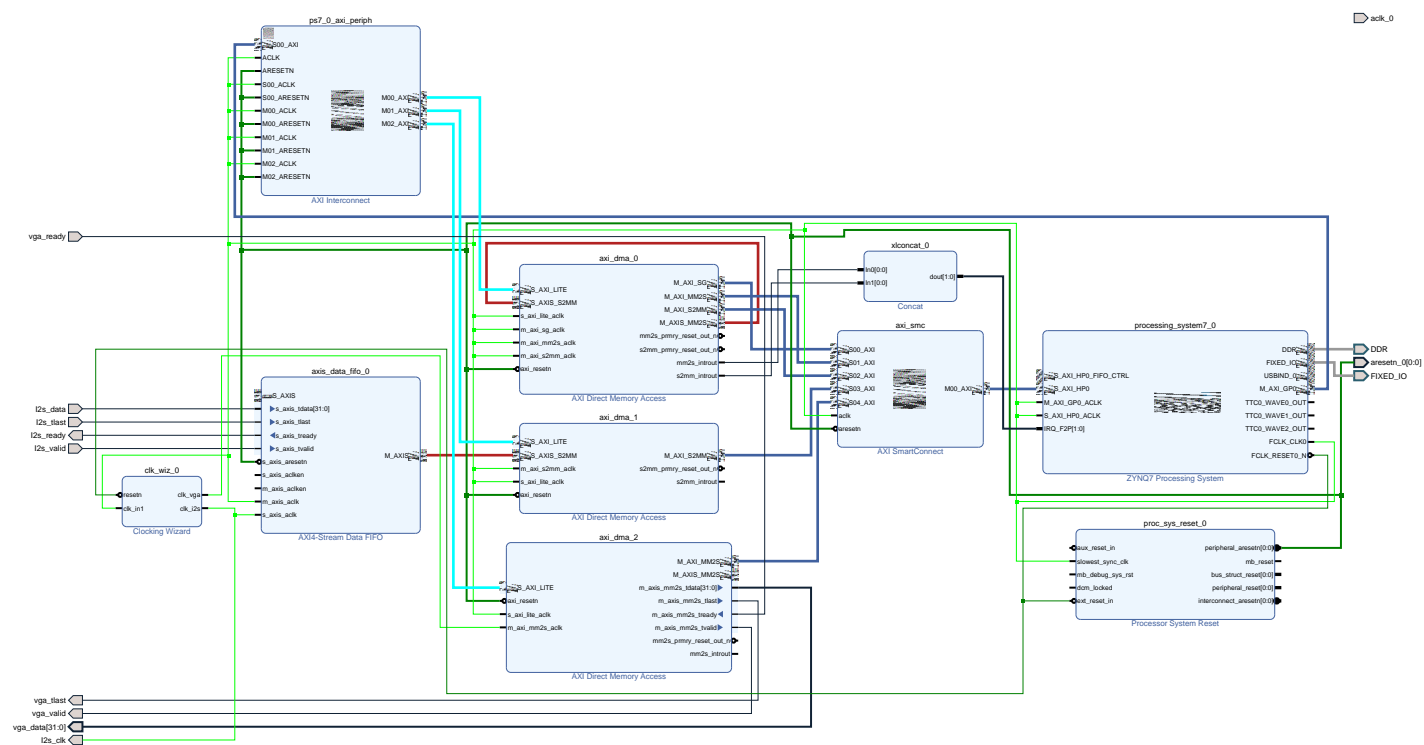 ps7_0_axi_periph
S00_AXI
ACLK
ARESETN
S00_ACLK
S00_ARESETN
M00_ACLK
M00_ARESETN
M01_ACLK
M01_ARESETN
M02_ACLK
M02_ARESETN
M00_AXI
M01_AXI
M02_AXI
AXI Interconnect
aclk_0
vga_ready
axi_dma_0
S_AXI_LITE
S_AXIS_S2MM
s_axi_lite_aclk
m_axi_sg_aclk
m_axi_mm2s_aclk
m_axi_s2mm_aclk
axi_resetn
M_AXI_SG
M_AXI_MM2S
M_AXI_S2MM
M_AXIS_MM2S
mm2s_prmry_reset_out_n
s2mm_prmry_reset_out_n
mm2s_introut
s2mm_introut
AXI Direct Memory Access
xlconcat_0
In0[0:0]
In1[0:0]
dout[1:0]
Concat
axi_smc
S00_AXI
S01_AXI
S02_AXI
S03_AXI
S04_AXI
aclk
aresetn
M00_AXI
AXI SmartConnect
processing_system7_0
S_AXI_HP0_FIFO_CTRL
S_AXI_HP0
M_AXI_GP0_ACLK
S_AXI_HP0_ACLK
IRQ_F2P[1:0]
DDR
FIXED_IO
USBIND_0
M_AXI_GP0
TTC0_WAVE0_OUT
TTC0_WAVE1_OUT
TTC0_WAVE2_OUT
FCLK_CLK0
FCLK_RESET0_N
ZYNQ7 Processing System
DDR
aresetn_0[0:0]
FIXED_IO
I2s_data
I2s_tlast
I2s_ready
I2s_valid
axis_data_fifo_0
S_AXIS
s_axis_tdata[31:0]
s_axis_tlast
s_axis_tready
s_axis_tvalid
s_axis_aresetn
s_axis_aclken
m_axis_aclken
m_axis_aclk
s_axis_aclk
M_AXIS
AXI4-Stream Data FIFO
clk_wiz_0
resetn
clk_in1
clk_vga
clk_i2s
Clocking Wizard
axi_dma_1
S_AXI_LITE
S_AXIS_S2MM
m_axi_s2mm_aclk
s_axi_lite_aclk
axi_resetn
M_AXI_S2MM
s2mm_prmry_reset_out_n
s2mm_introut
AXI Direct Memory Access
axi_dma_2
S_AXI_LITE
axi_resetn
s_axi_lite_aclk
m_axi_mm2s_aclk
M_AXI_MM2S
M_AXIS_MM2S
m_axis_mm2s_tdata[31:0]
m_axis_mm2s_tlast
m_axis_mm2s_tready
m_axis_mm2s_tvalid
mm2s_prmry_reset_out_n
mm2s_introut
AXI Direct Memory Access
proc_sys_reset_0
aux_reset_in
slowest_sync_clk
mb_debug_sys_rst
dcm_locked
ext_reset_in
peripheral_aresetn[0:0]
mb_reset
bus_struct_reset[0:0]
peripheral_reset[0:0]
interconnect_aresetn[0:0]
Processor System Reset
vga_tlast
vga_valid
vga_data[31:0]
I2s_clk